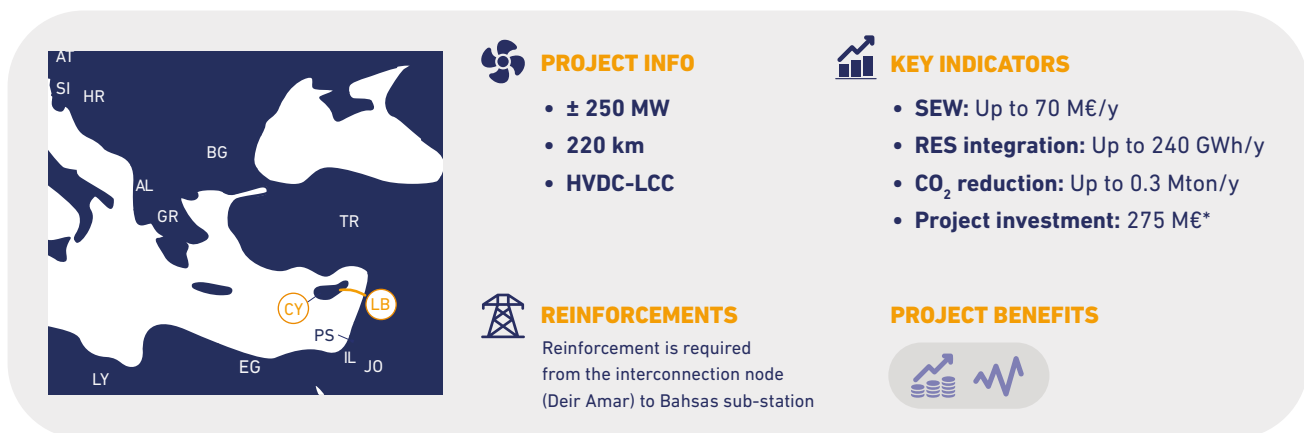 AT
SI
HR
BG
AL
GR
TR
CY
LB
PS
IL
JO
EG
LY
PROJECT INFO
• ± 250 MW
• 220 km
• HVDC-LCC
KEY INDICATORS
• SEW: Up to 70 M€/y
• RES integration: Up to 240 GWh/y
• CO₂ reduction: Up to 0.3 Mton/y
• Project investment: 275 M€*
REINFORCEMENTS
Reinforcement is required
from the interconnection node
(Deir Amar) to Bahsas sub-station
PROJECT BENEFITS